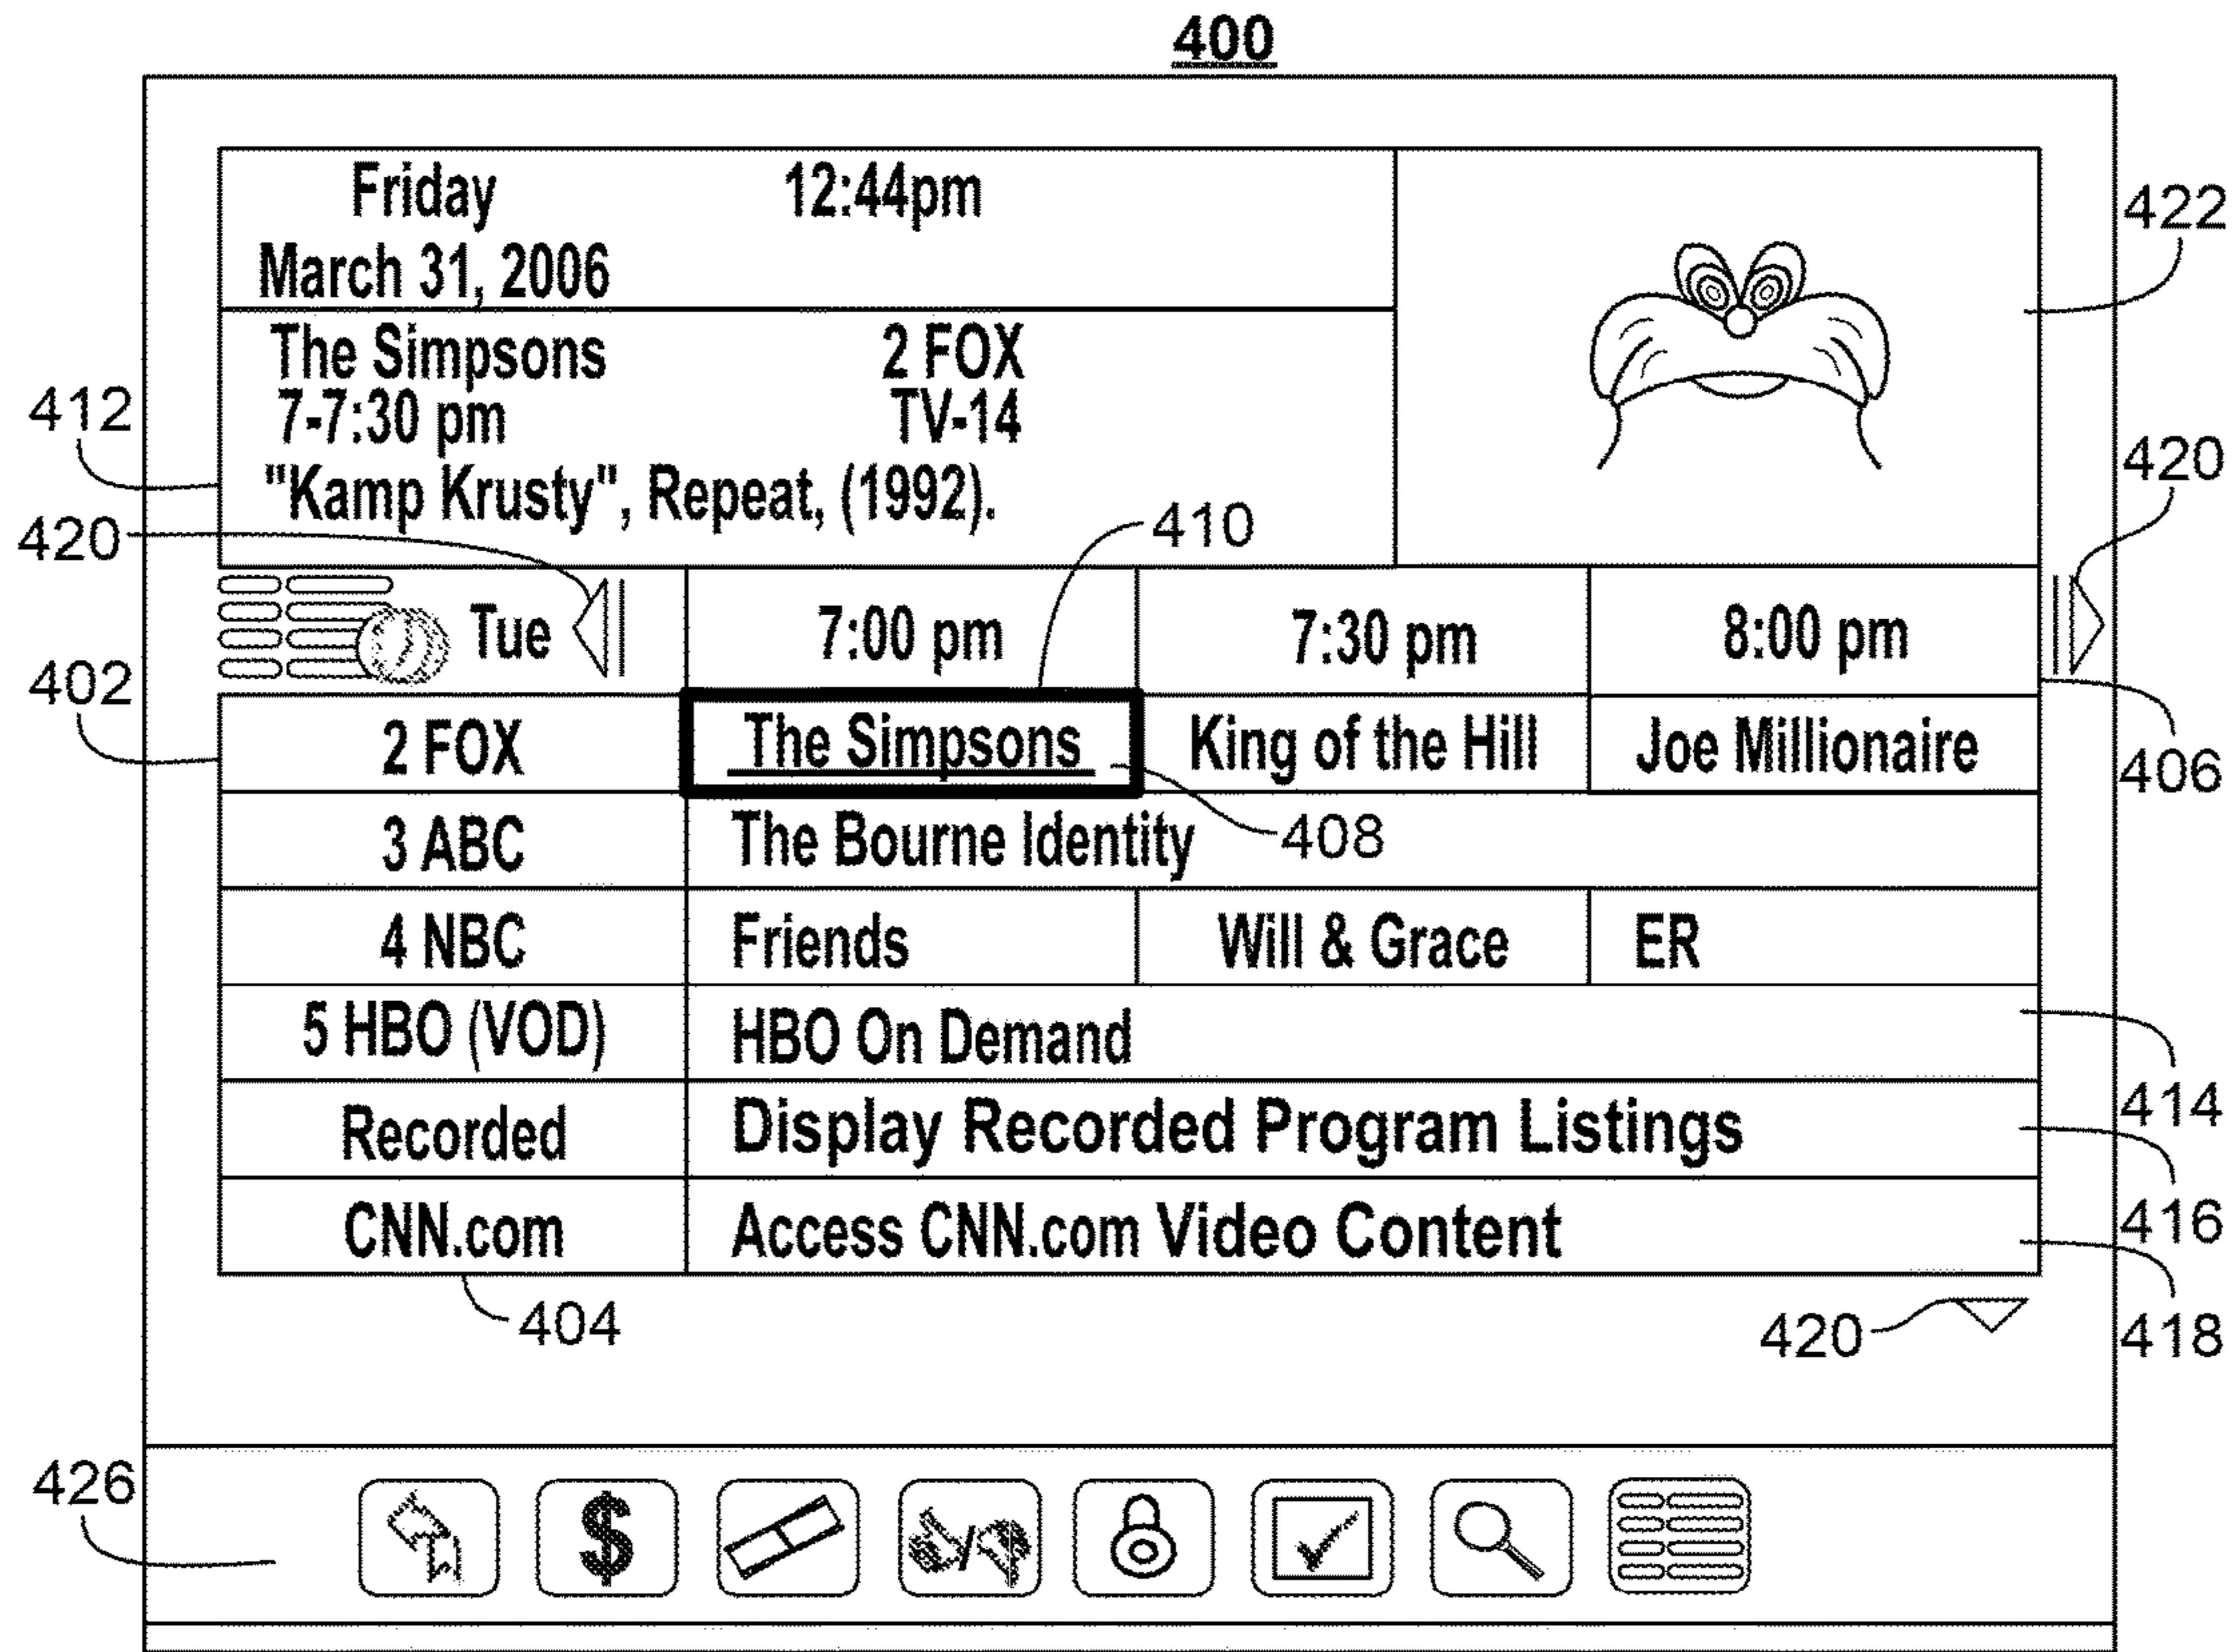 400
Friday 12:44pm
March 31, 2006
422
The Simpsons 2 FOX
412 7-7:30 pm TV-14
420
"Kamp Krusty", Repeat, (1992).
420 410
Tue 7:00 pm 7:30 pm 8:00 pm
402
2 FOX The Simpsons King of the Hill Joe Millionaire
406
3 ABC The Bourne Identity 408
4 NBC Friends Will & Grace ER
5 HBO (VOD) HBO On Demand
414
Recorded Display Recorded Program Listings
416
CNN.com Access CNN.com Video Content
404 420 418
426
$ /